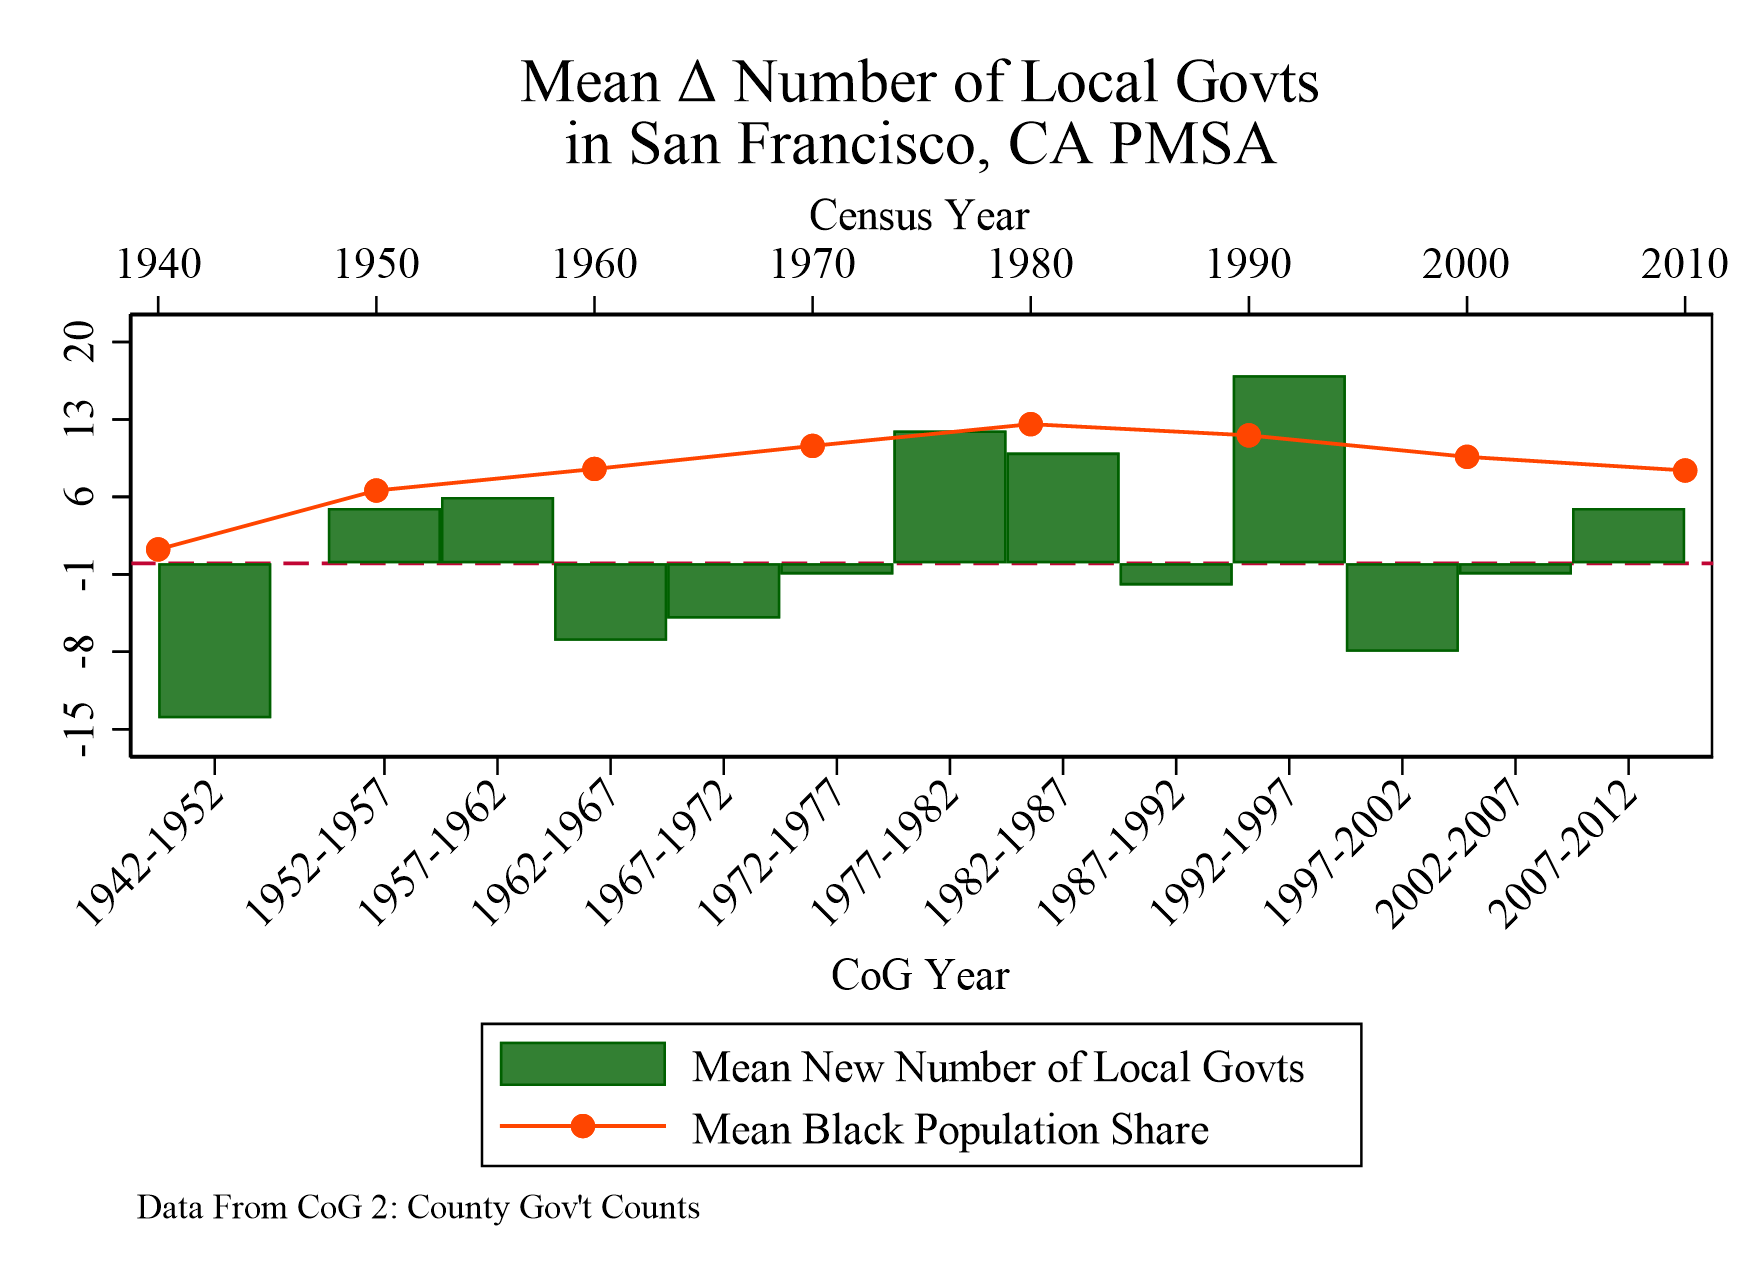 Mean Δ Number of Local Govts
in San Francisco, CA PMSA
Census Year
1940 1950 1960 1970 1980 1990 2000 2010
20
13
6
-1
-8
-15
1942-1952 1952-1957 1957-1962 1962-1967 1967-1972 1972-1977 1977-1982 1982-1987 1987-1992 1992-1997 1997-2002 2002-2007 2007-2012
CoG Year
Mean New Number of Local Govts
Mean Black Population Share
Data From CoG 2: County Gov't Counts